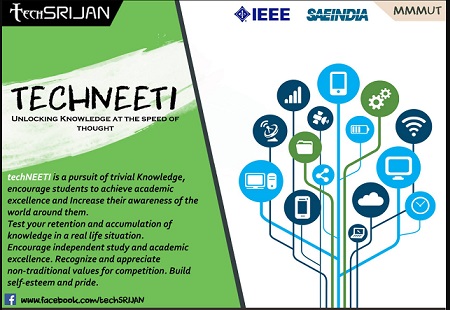 TECHSRIJAN
IEEE
SAEINDIA
MMMUT
TECHNEETI
UNLOCKING KNOWLEDGE AT THE SPEED OF
THOUGHT
techNEETI is a pursuit of trivial Knowledge,
encourage students to achieve academic
excellence and Increase their awareness of the
world around them.
Test your retention and accumulation of
knowledge in a real life situation.
Encourage independent study and academic
excellence. Recognize and appreciate
non-traditional values for competition. Build
self-esteem and pride.
f www.facebook.com/techSRIJAN